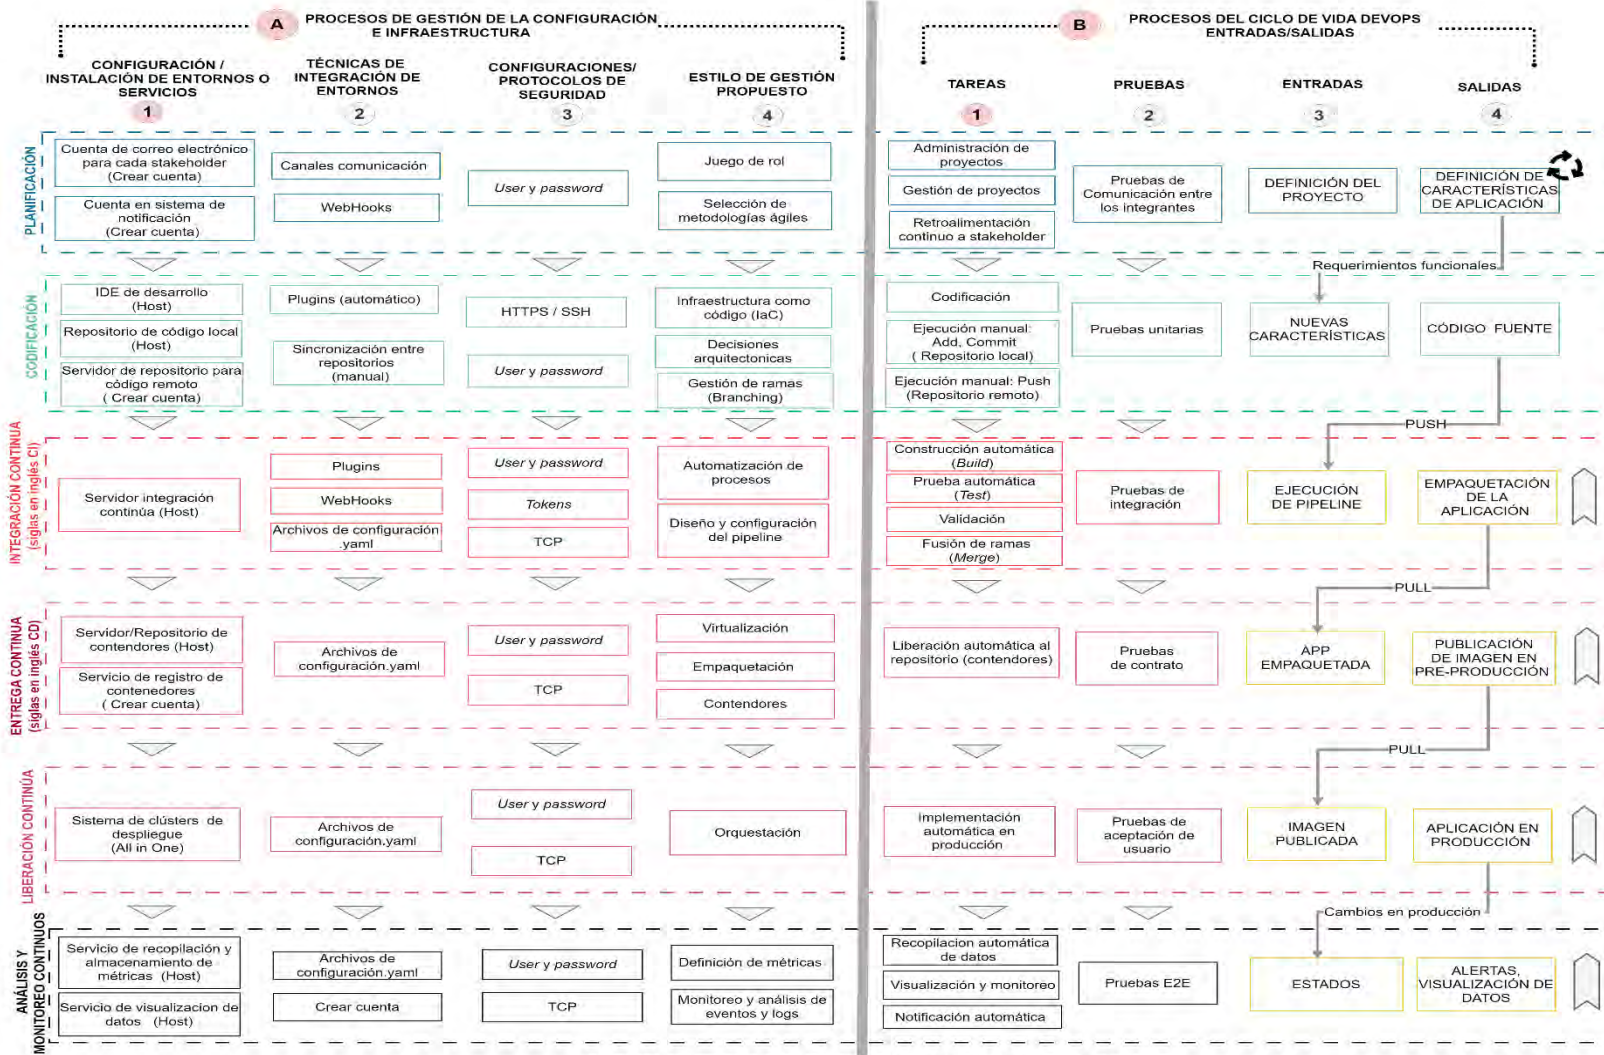 A
PROCESOS DE GESTIÓN DE LA CONFIGURACIÓN
E INFRAESTRUCTURA
B
PROCESOS DEL CICLO DE VIDA DEVOPS
ENTRADAS/SALIDAS
CONFIGURACIÓN /
INSTALACIÓN DE ENTORNOS O
SERVICIOS
1
TÉCNICAS DE
INTEGRACIÓN DE
ENTORNOS
2
CONFIGURACIONES/
PROTOCOLOS DE
SEGURIDAD
3
ESTILO DE GESTIÓN
PROPUESTO
4
TAREAS
1
PRUEBAS
2
ENTRADAS
3
SALIDAS
4
PLANIFICACIÓN
Cuenta de correo electrónico
para cada stakeholder
(Crear cuenta)
Cuenta en sistema de
notificación
(Crear cuenta)
Canales comunicación
WebHooks
User y password
Juego de rol
Selección de
metodologías ágiles
Administración de
proyectos
Gestión de proyectos
Retroalimentación
continuo a stakeholder
Pruebas de
Comunicación entre
los integrantes
DEFINICIÓN DEL
PROYECTO
DEFINICIÓN DE
CARACTERÍSTICAS
DE APLICACIÓN
Requerimientos funcionales
CODIFICACIÓN
IDE de desarrollo
(Host)
Repositorio de código local
(Host)
Servidor de repositorio para
código remoto
( Crear cuenta)
Plugins (automático)
Sincronización entre
repositorios
(manual)
HTTPS / SSH
User y password
Infraestructura como
código (IaC)
Decisiones
arquitectonicas
Gestión de ramas
(Branching)
Codificación
Ejecución manual:
Add, Commit
( Repositorio local)
Ejecución manual: Push
(Repositorio remoto)
Pruebas unitarias
NUEVAS
CARACTERÍSTICAS
CÓDIGO FUENTE
PUSH
INTEGRACIÓN CONTINUA
(siglas en inglés CI)
Servidor integración
continúa (Host)
Plugins
WebHooks
Archivos de configuración
.yaml
User y password
Tokens
TCP
Automatización de
procesos
Diseño y configuración
del pipeline
Construcción automática
(Build)
Prueba automática
(Test)
Validación
Fusión de ramas
(Merge)
Pruebas de
integración
EJECUCIÓN
DE PIPELINE
EMPAQUETACIÓN
DE LA
APLICACIÓN
PULL
ENTREGA CONTINUA
(siglas en inglés CD)
Servidor/Repositorio de
contendores (Host)
Servicio de registro de
contenedores
( Crear cuenta)
Archivos de
configuración.yaml
User y password
TCP
Virtualización
Empaquetación
Contendores
Liberación automática al
repositorio (contendores)
Pruebas
de contrato
APP
EMPAQUETADA
PUBLICACIÓN
DE IMAGEN EN
PRE-PRODUCCIÓN
PULL
LIBERACIÓN CONTINÚA
Sistema de clústers de
despliegue
(All in One)
Archivos de
configuración.yaml
User y password
TCP
Orquestación
Implementación
automática en
producción
Pruebas de
aceptación de
usuario
IMAGEN
PUBLICADA
APLICACIÓN EN
PRODUCCIÓN
Cambios en producción
ANÁLISIS Y
MONITOREO CONTINUOS
Servicio de recopilación y
almacenamiento de
métricas (Host)
Servicio de visualizacion de
datos (Host)
Archivos de
configuración.yaml
Crear cuenta
User y password
TCP
Definición de métricas
Monitoreo y análisis de
eventos y logs
Recopilacion automática
de datos
Visualización y monitoreo
Notificación automática
Pruebas E2E
ESTADOS
ALERTAS,
VISUALIZACIÓN DE
DATOS